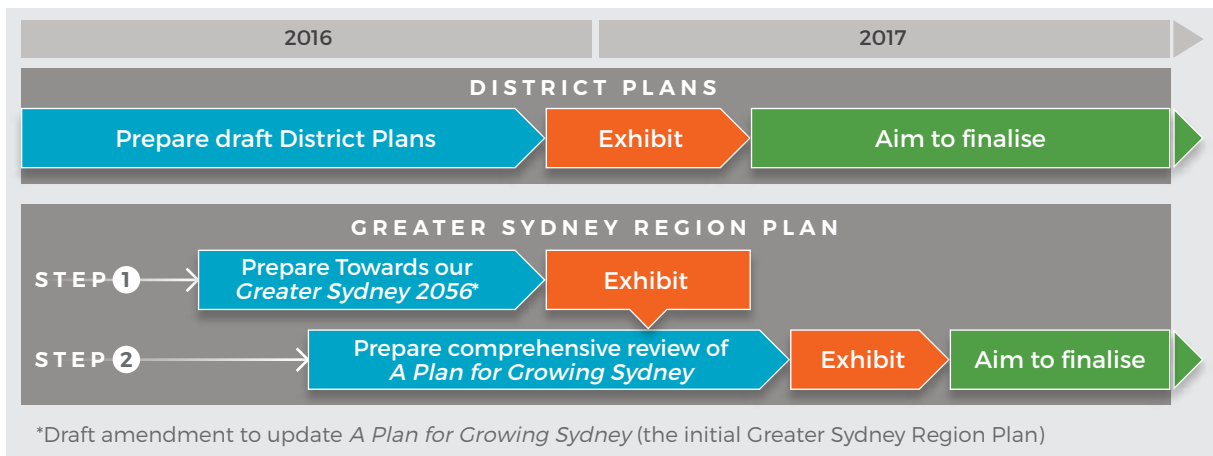 2016
2017
DISTRICT PLANS
Prepare draft District Plans
Exhibit
Aim to finalise
GREATER SYDNEY REGION PLAN
STEP 1
Prepare Towards our
Greater Sydney 2056*
Exhibit
STEP 2
Prepare comprehensive review of
A Plan for Growing Sydney
Exhibit
Aim to finalise
*Draft amendment to update A Plan for Growing Sydney (the initial Greater Sydney Region Plan)